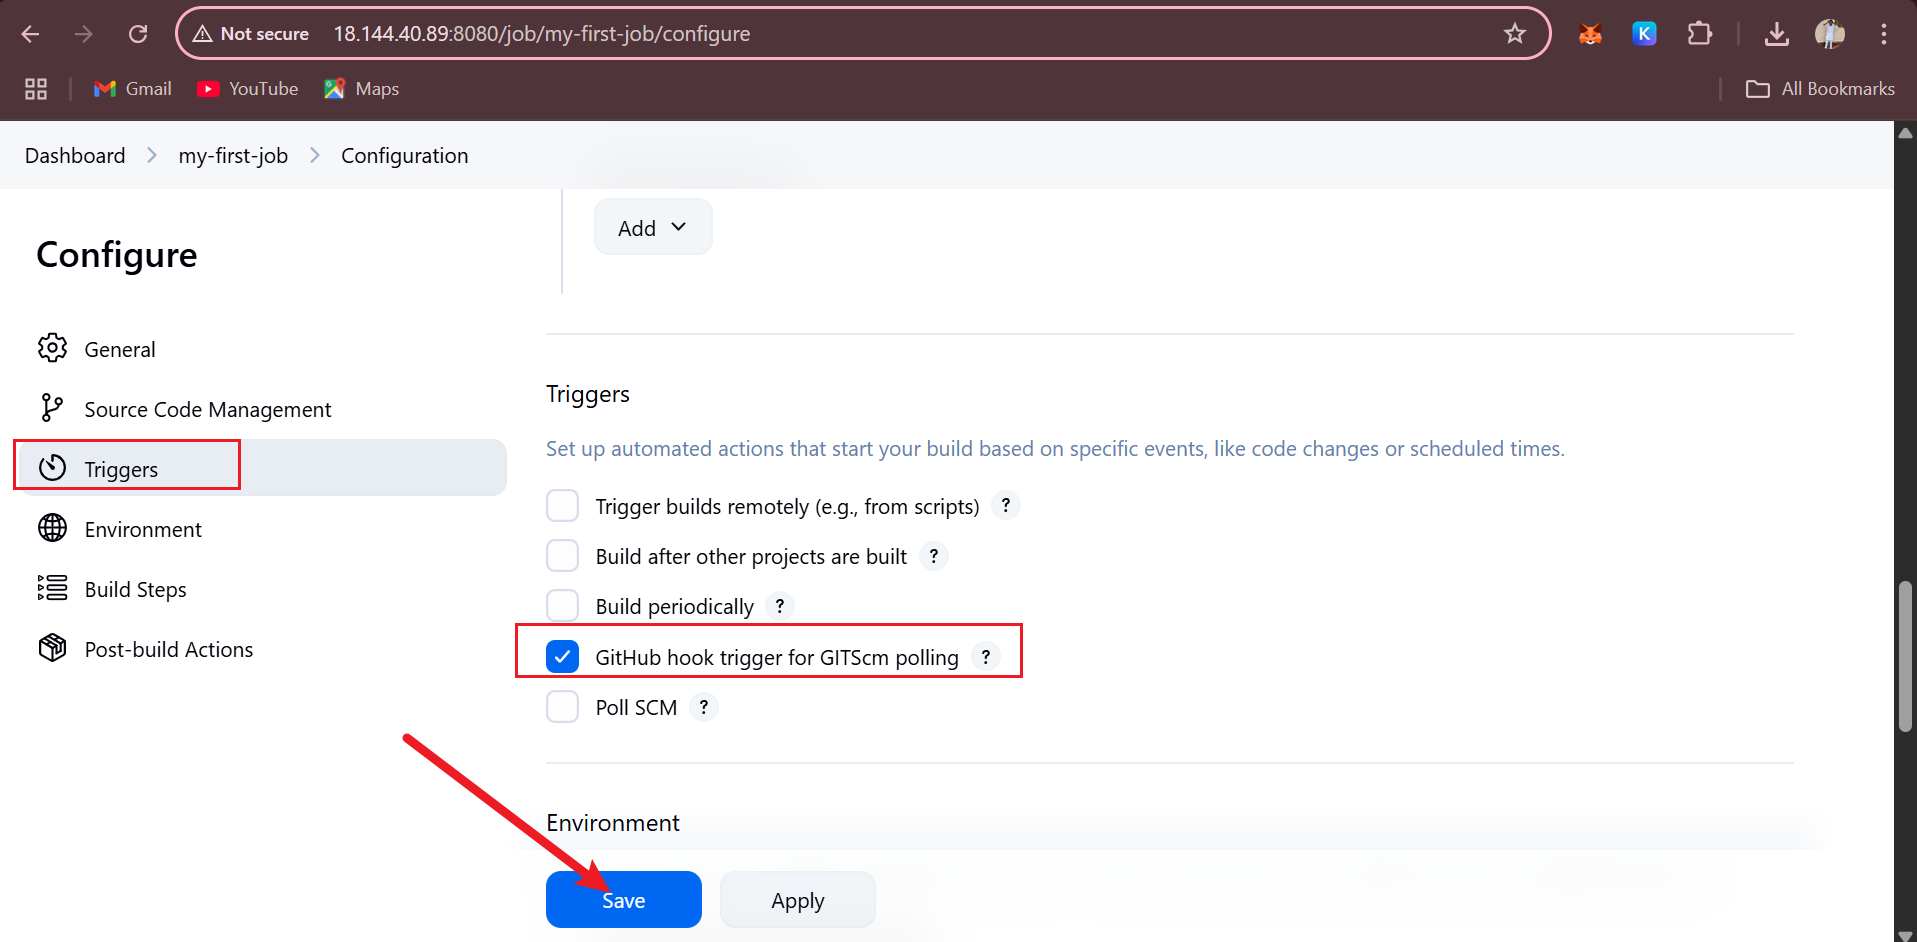 Not secure 18.144.40.89:8080/job/my-first-job/configure
K
Gmail YouTube Maps All Bookmarks
Dashboard my-first-job Configuration
Add
Configure
General
Source Code Management
Triggers
Environment
Build Steps
Post-build Actions
Triggers
Set up automated actions that start your build based on specific events, like code changes or scheduled times.
Trigger builds remotely (e.g., from scripts) ?
Build after other projects are built ?
Build periodically ?
GitHub hook trigger for GITScm polling ?
Poll SCM ?
Environment
Save Apply